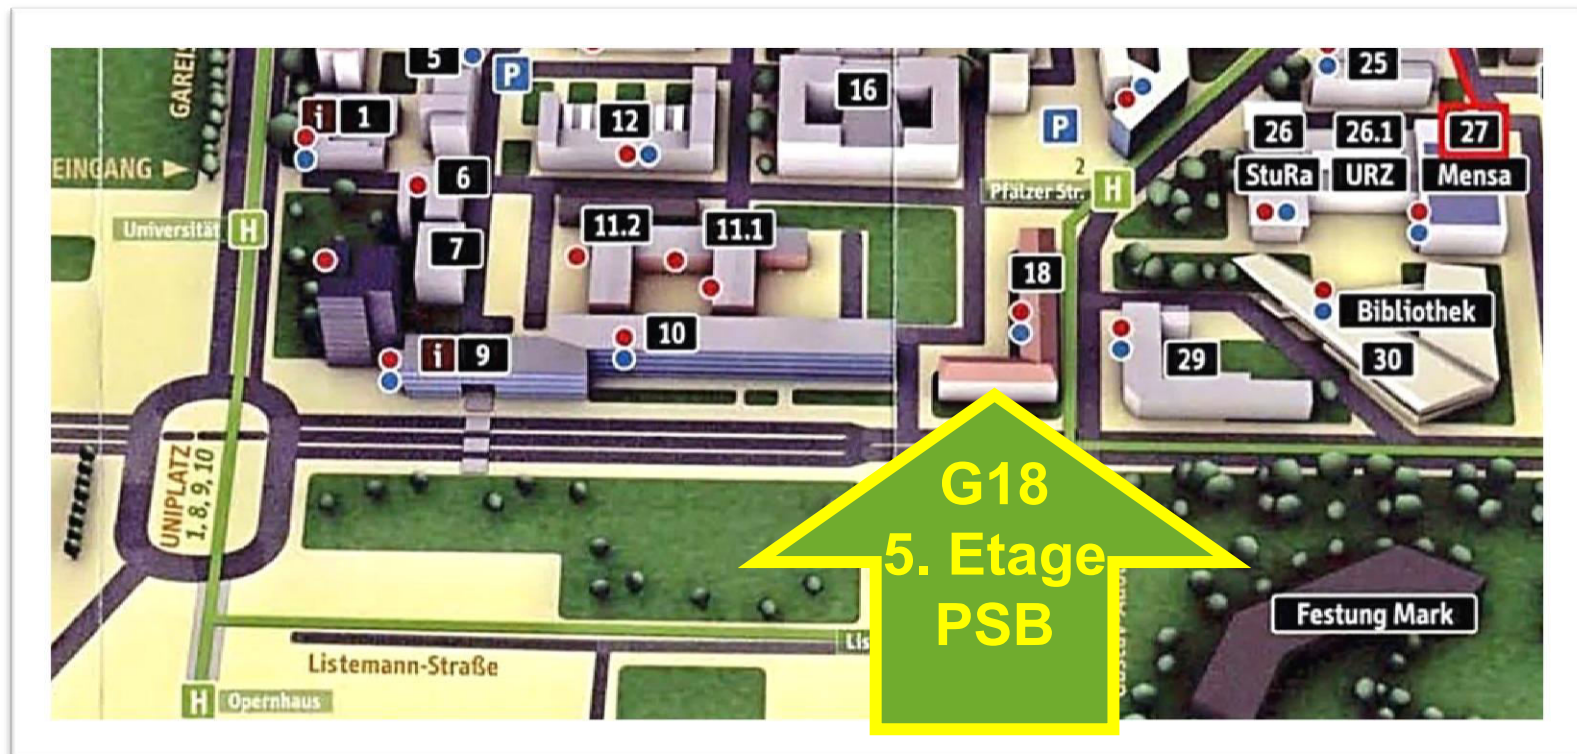 5
P
16
25
GAREIS
i 1
12
P
26
26.1
27
EINGANG
6
2
Pfälzer Str. H
StuRa
URZ
Mensa
Universität H
7
11.2
11.1
18
Bibliothek
i 9
10
29
30
UNIPLATZ
1, 8, 9, 10
G18
5. Etage
PSB
Festung Mark
Listemann-Straße
Lis
H Opernhaus